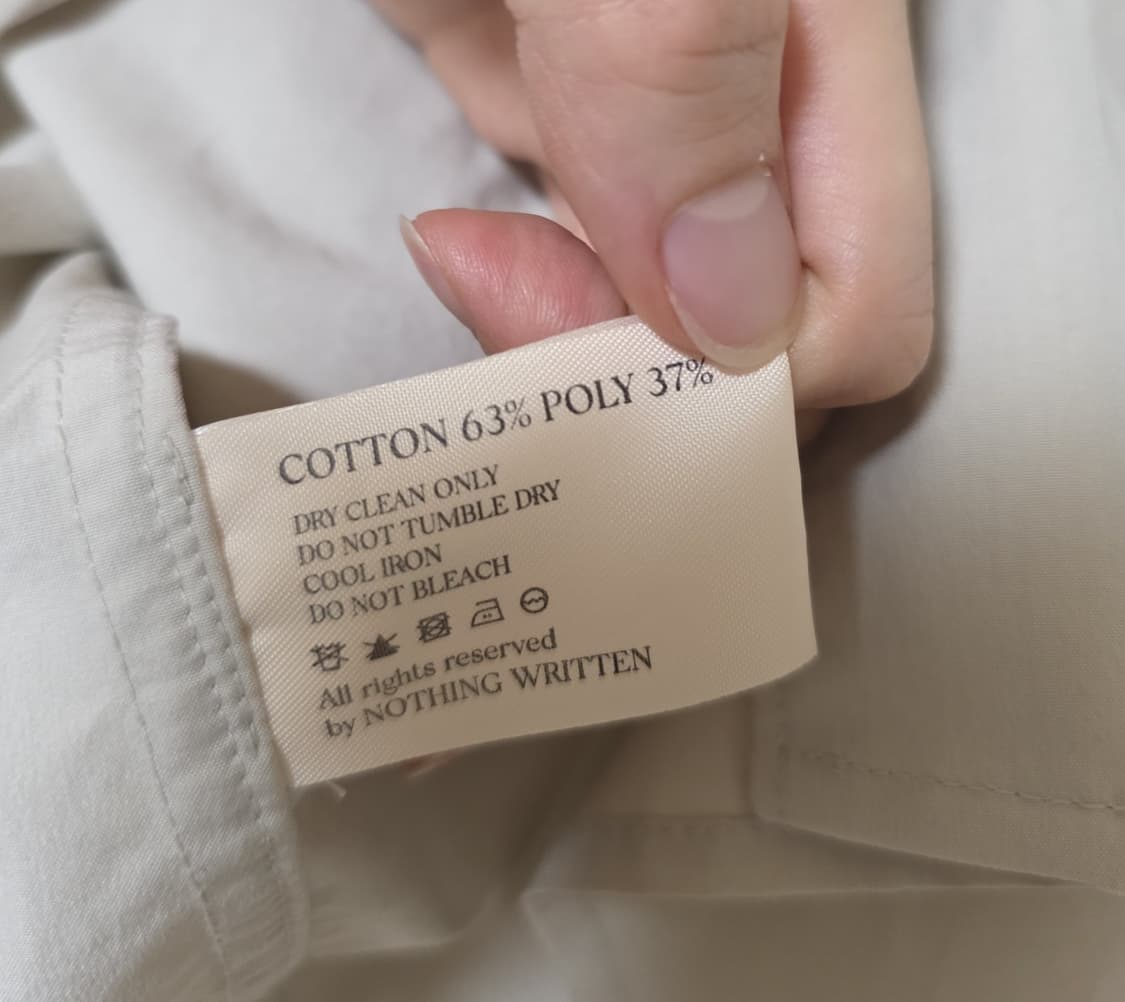 COTTON 63% POLY 37%
DRY CLEAN ONLY
DO NOT TUMBLE DRY
COOL IRON
DO NOT BLEACH
All rights reserved
by NOTHING WRITTEN